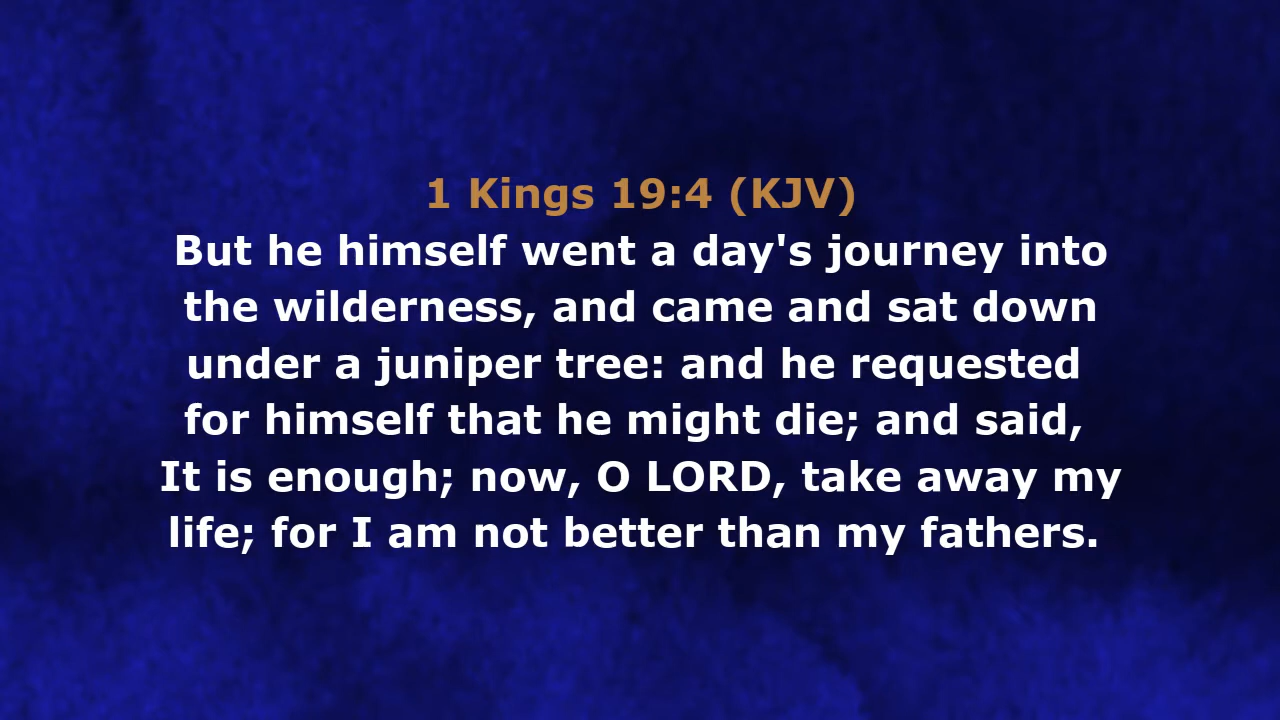 1 Kings 19:4 (KJV)
But he himself went a day's journey into
the wilderness, and came and sat down
under a juniper tree: and he requested
for himself that he might die; and said,
It is enough; now, O LORD, take away my
life; for I am not better than my fathers.